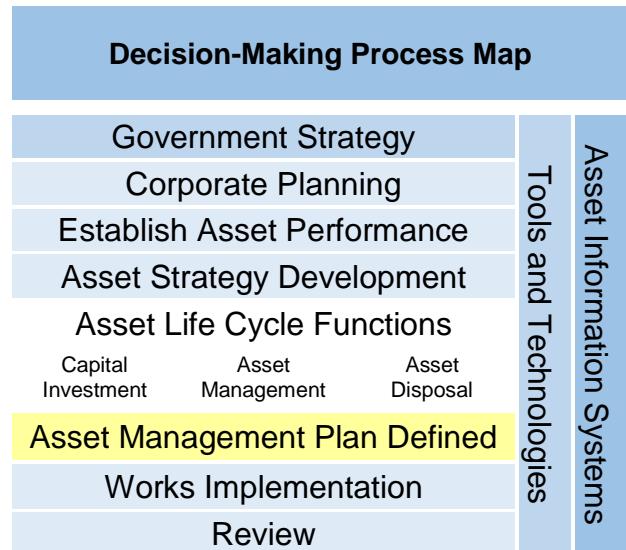 Decision-Making Process Map
Government Strategy
Corporate Planning
Establish Asset Performance
Asset Strategy Development
Asset Life Cycle Functions
Capital
Investment
Asset
Management
Asset
Disposal
Asset Management Plan Defined
Works Implementation
Review
Tools and Technologies
Asset Information Systems